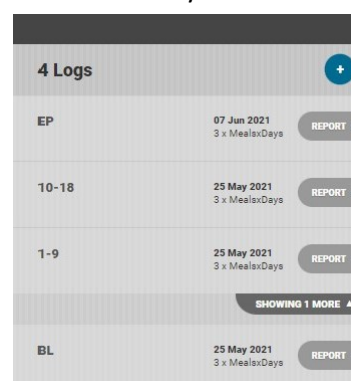 4 Logs
+
EP
07 Jun 2021
3 x MealsxDays
REPORT
10-18
25 May 2021
3 x MealsxDays
REPORT
1-9
25 May 2021
3 x MealsxDays
REPORT
SHOWING 1 MORE
BL
25 May 2021
3 x MealsxDays
REPORT